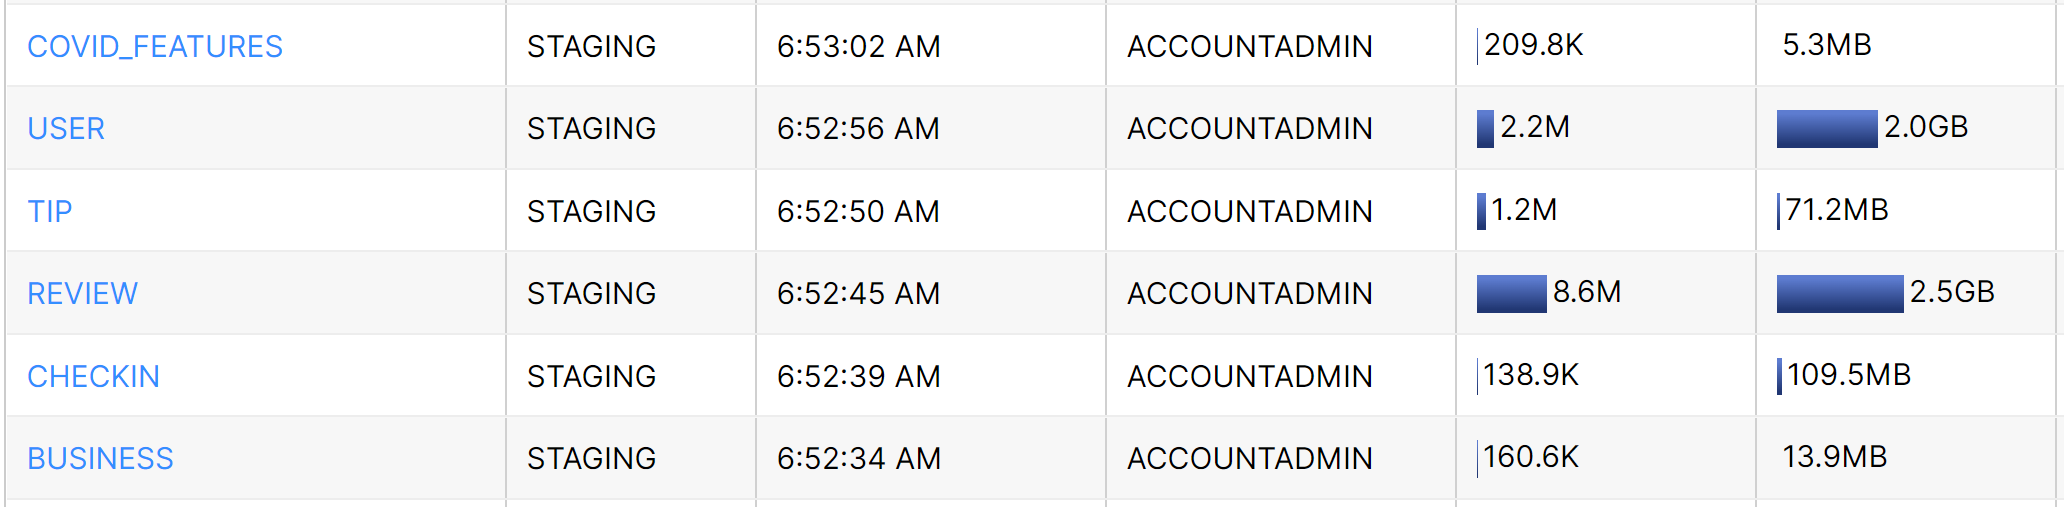 COVID_FEATURES STAGING 6:53:02 AM ACCOUNTADMIN 209.8K 5.3MB
USER STAGING 6:52:56 AM ACCOUNTADMIN 2.2M 2.0GB
TIP STAGING 6:52:50 AM ACCOUNTADMIN 1.2M 71.2MB
REVIEW STAGING 6:52:45 AM ACCOUNTADMIN 8.6M 2.5GB
CHECKIN STAGING 6:52:39 AM ACCOUNTADMIN 138.9K 109.5MB
BUSINESS STAGING 6:52:34 AM ACCOUNTADMIN 160.6K 13.9MB